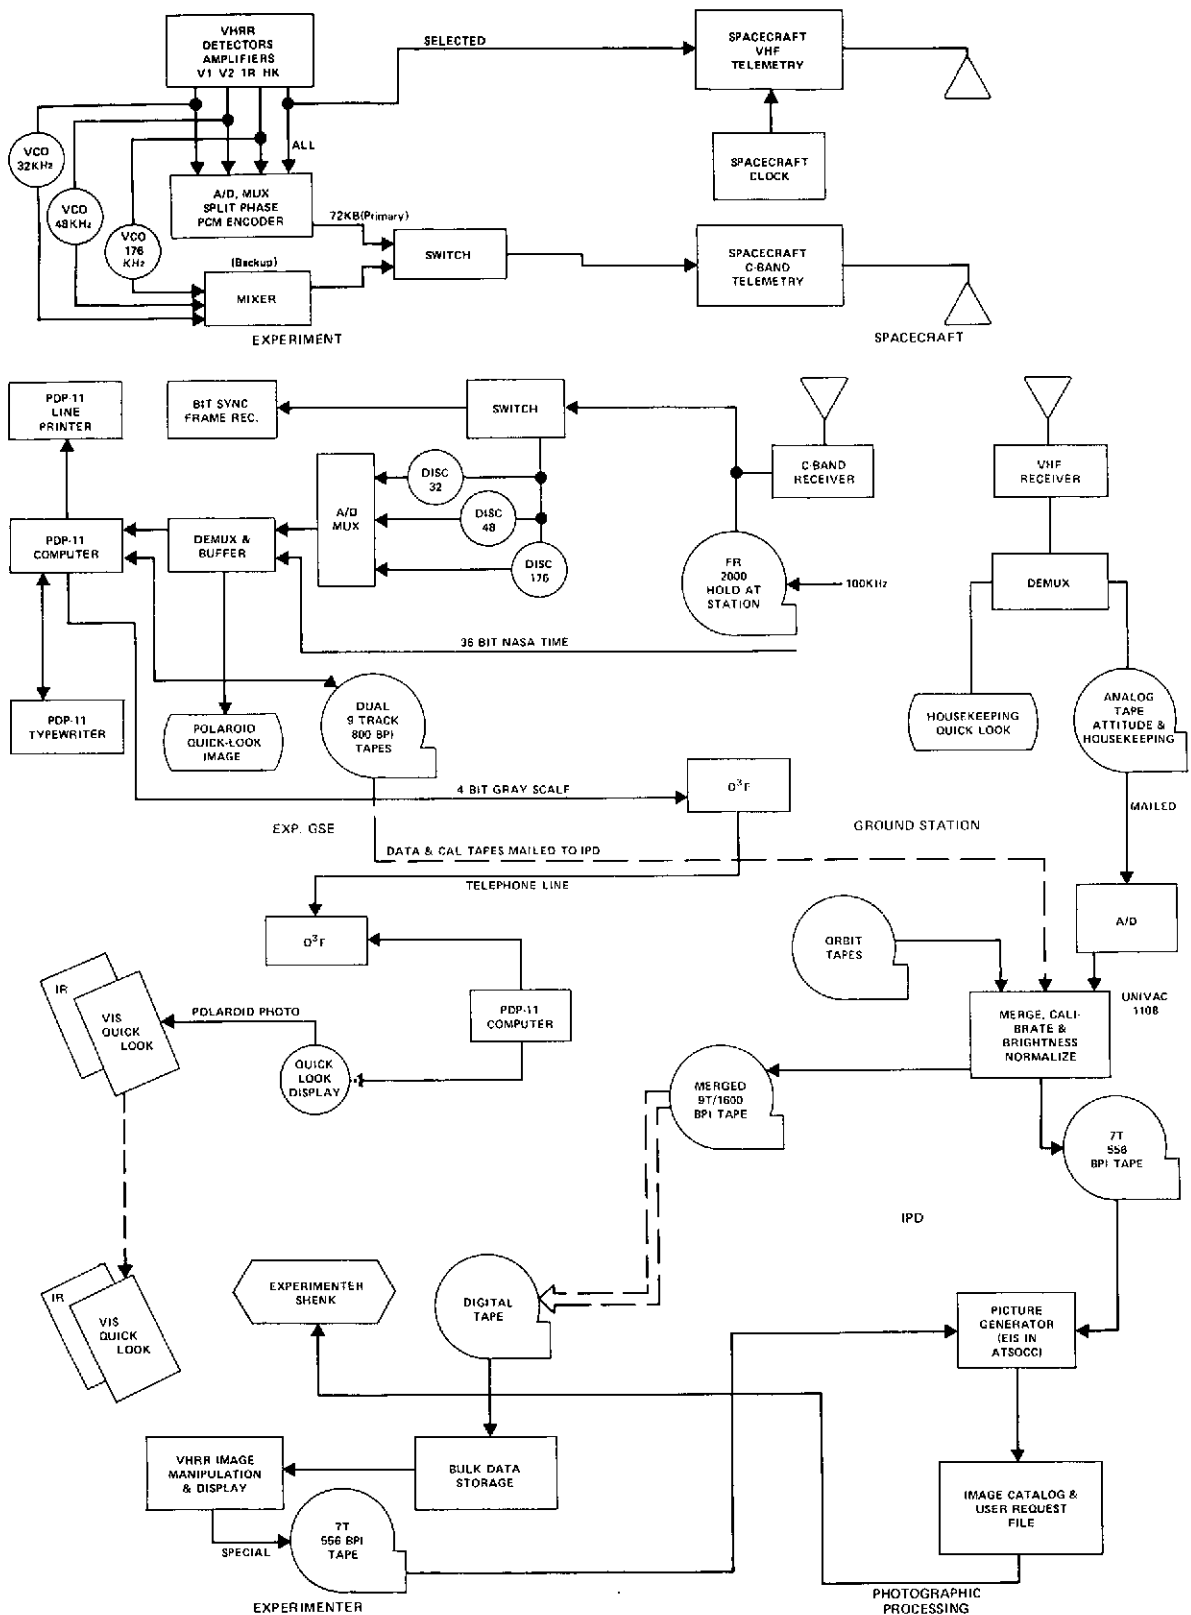 VHRR
DETECTORS
AMPLIFIERS
V1 V2 1R HK
SELECTED
SPACECRAFT
VHF
TELEMETRY
VCO
32KHz
ALL
SPACECRAFT
CLOCK
VCO
48KHz
A/D, MUX
SPLIT PHASE
PCM ENCODER
72KB(Primary)
VCO
176
KHz
SWITCH
SPACECRAFT
C-BAND
TELEMETRY
(Backup)
MIXER
EXPERIMENT
SPACECRAFT
PDP-11
LINE
PRINTER
BIT SYNC
FRAME REC.
SWITCH
C-BAND
RECEIVER
VHF
RECEIVER
DISC
32
A/D
MUX
DISC
48
PDP-11
COMPUTER
DEMUX &
BUFFER
DISC
176
FR
2000
HOLD AT
STATION
100KHz
DEMUX
36 BIT NASA TIME
PDP-11
TYPEWRITER
POLAROID
QUICK-LOOK
IMAGE
DUAL
9 TRACK
800 BPI
TAPES
HOUSEKEEPING
QUICK LOOK
ANALOG
TAPE
ATTITUDE &
HOUSEKEEPING
4 BIT GRAY SCALE
D³F
MAILED
EXP. GSE
GROUND STATION
DATA & CAL TAPES MAILED TO IPD
TELEPHONE LINE
A/D
D³F
ORBIT
TAPES
IR
VIS
QUICK
LOOK
POLAROID PHOTO
PDP-11
COMPUTER
UNIVAC
1108
MERGE, CALI-
BRATE &
BRIGHTNESS
NORMALIZE
QUICK
LOOK
DISPLAY
MERGED
9T/1600
BPI TAPE
7T
556
BPI TAPE
IPD
EXPERIMENTER
SHENK
DIGITAL
TAPE
IR
VIS
QUICK
LOOK
PICTURE
GENERATOR
(EIS IN
ATSOCC)
VHRR IMAGE
MANIPULATION
& DISPLAY
BULK DATA
STORAGE
IMAGE CATALOG &
USER REQUEST
FILE
SPECIAL
7T
556 BPI
TAPE
EXPERIMENTER
PHOTOGRAPHIC
PROCESSING